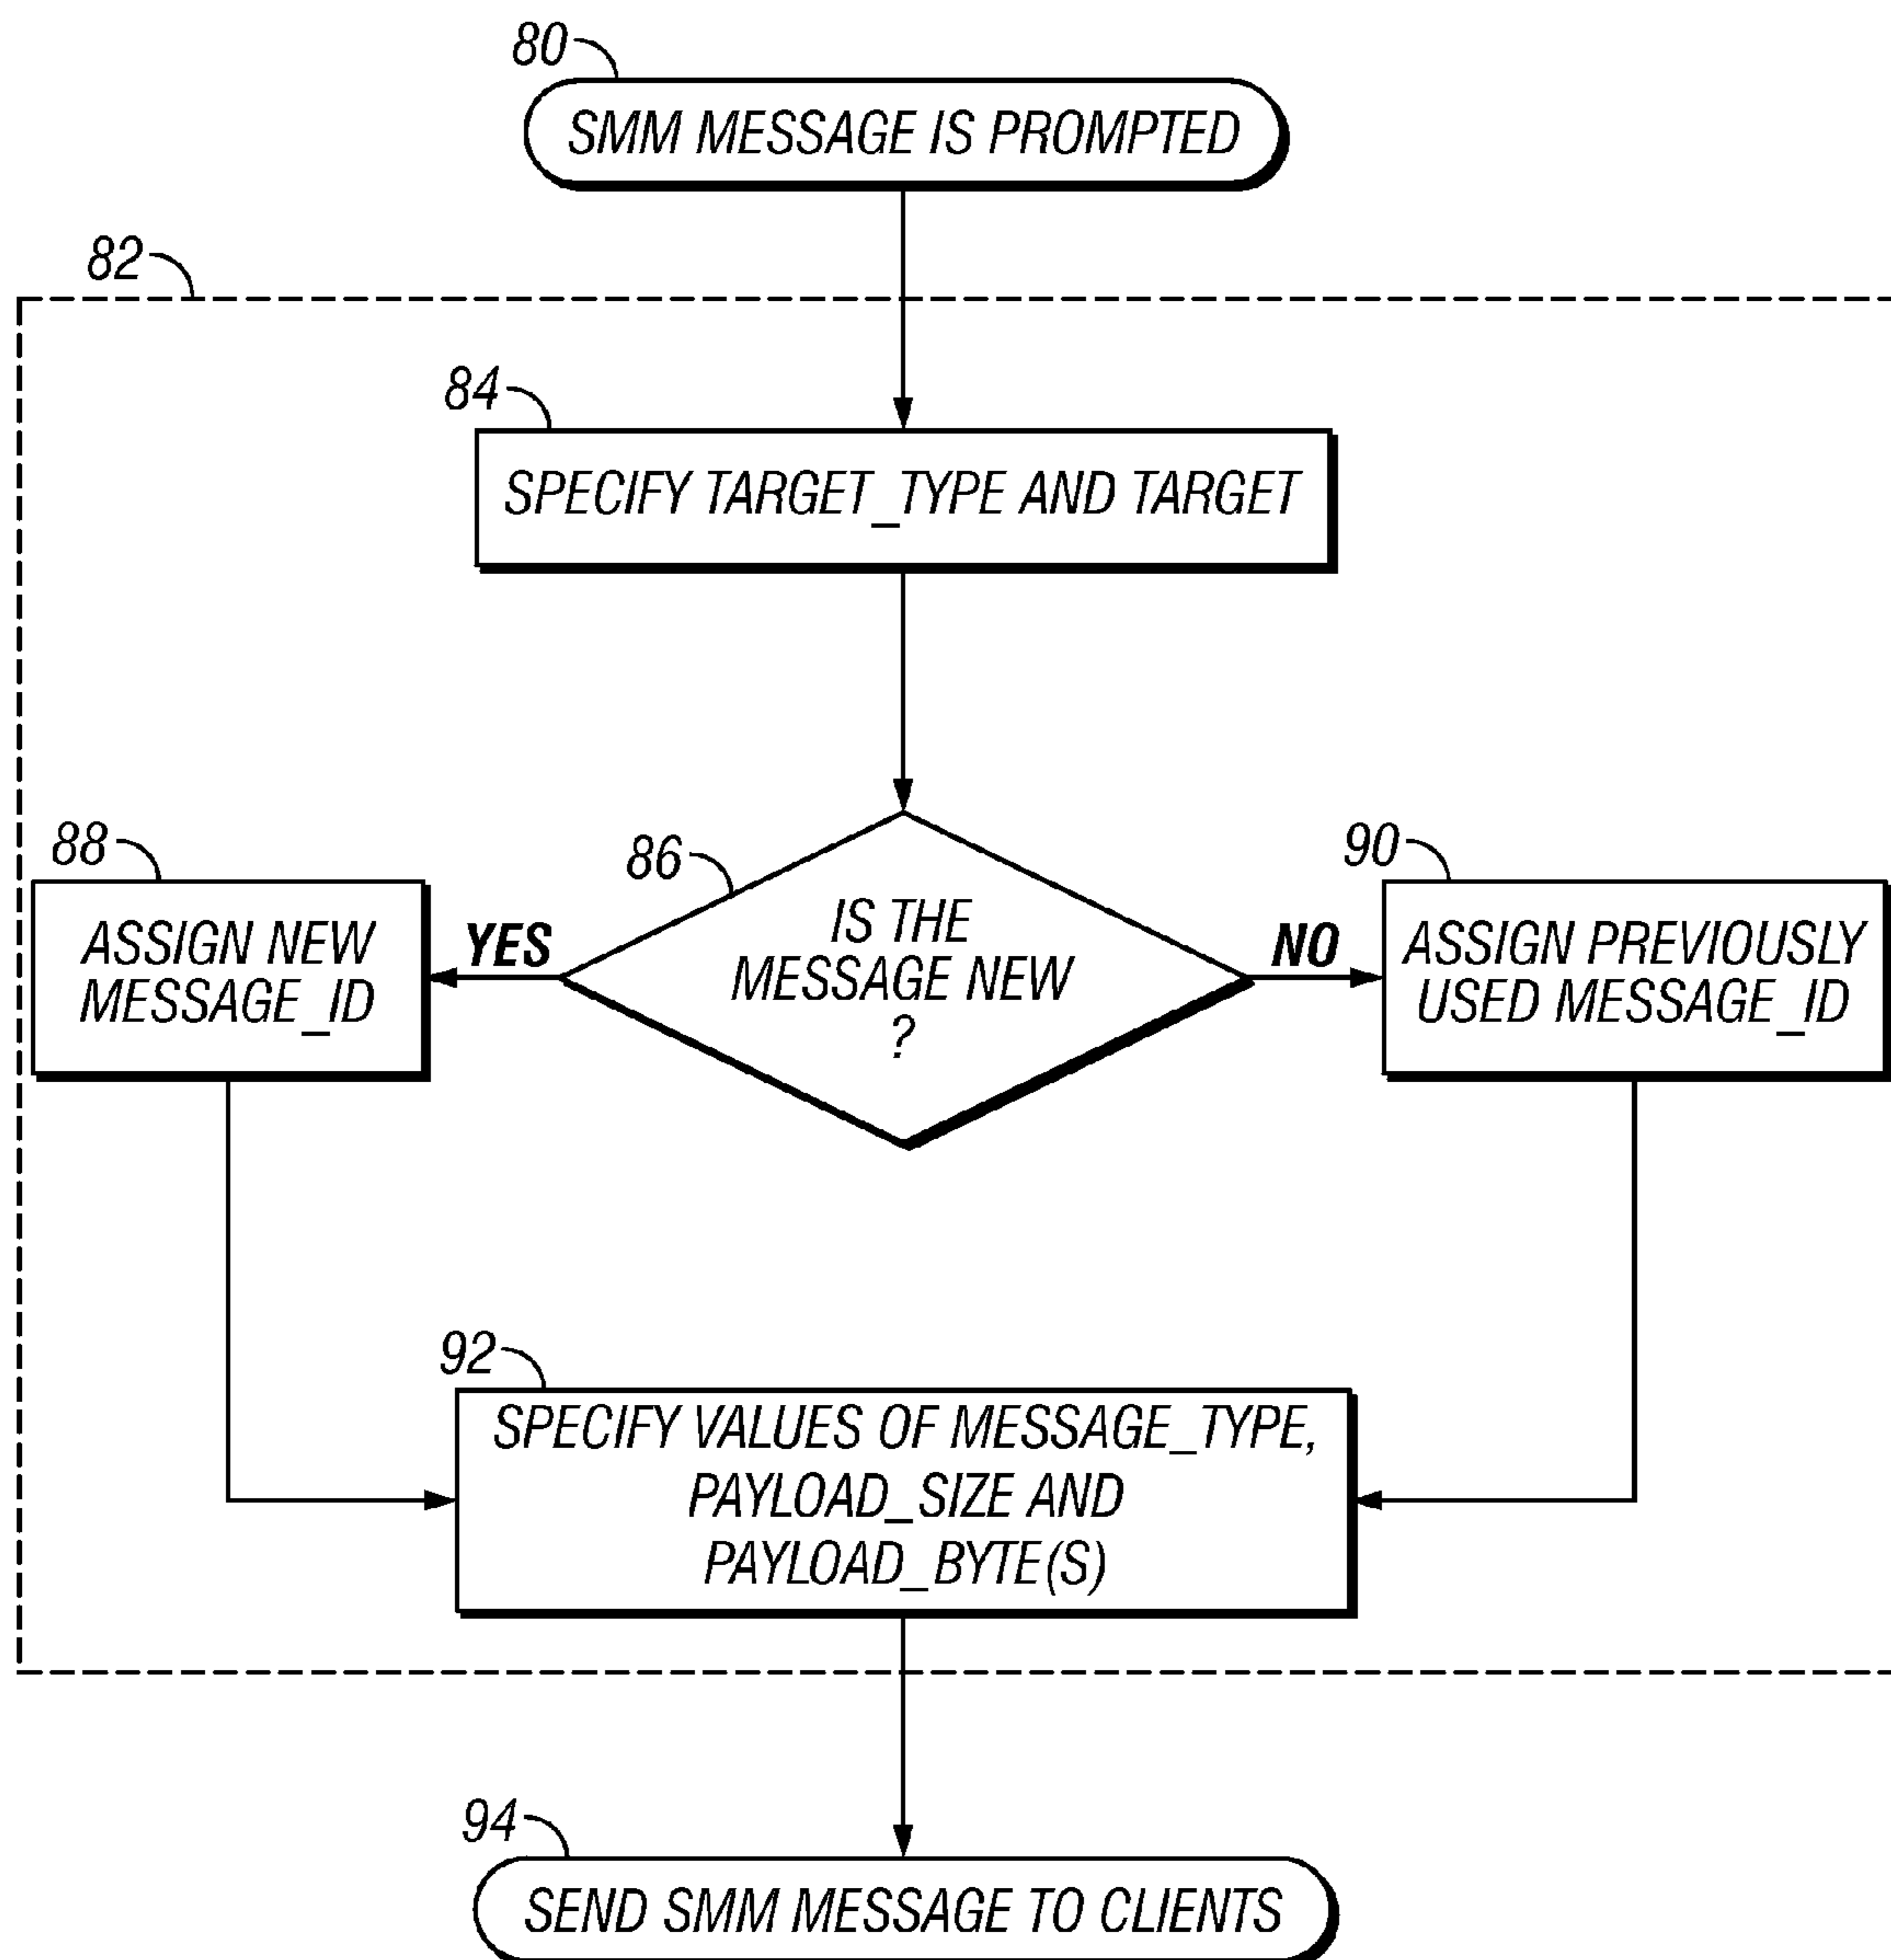 80
SMM MESSAGE IS PROMPTED
82
84
SPECIFY TARGET_TYPE AND TARGET
88
86
90
ASSIGN NEW
MESSAGE_ID
YES
IS THE
MESSAGE NEW
?
NO
ASSIGN PREVIOUSLY
USED MESSAGE_ID
92
SPECIFY VALUES OF MESSAGE_TYPE,
PAYLOAD_SIZE AND
PAYLOAD_BYTE(S)
94
SEND SMM MESSAGE TO CLIENTS